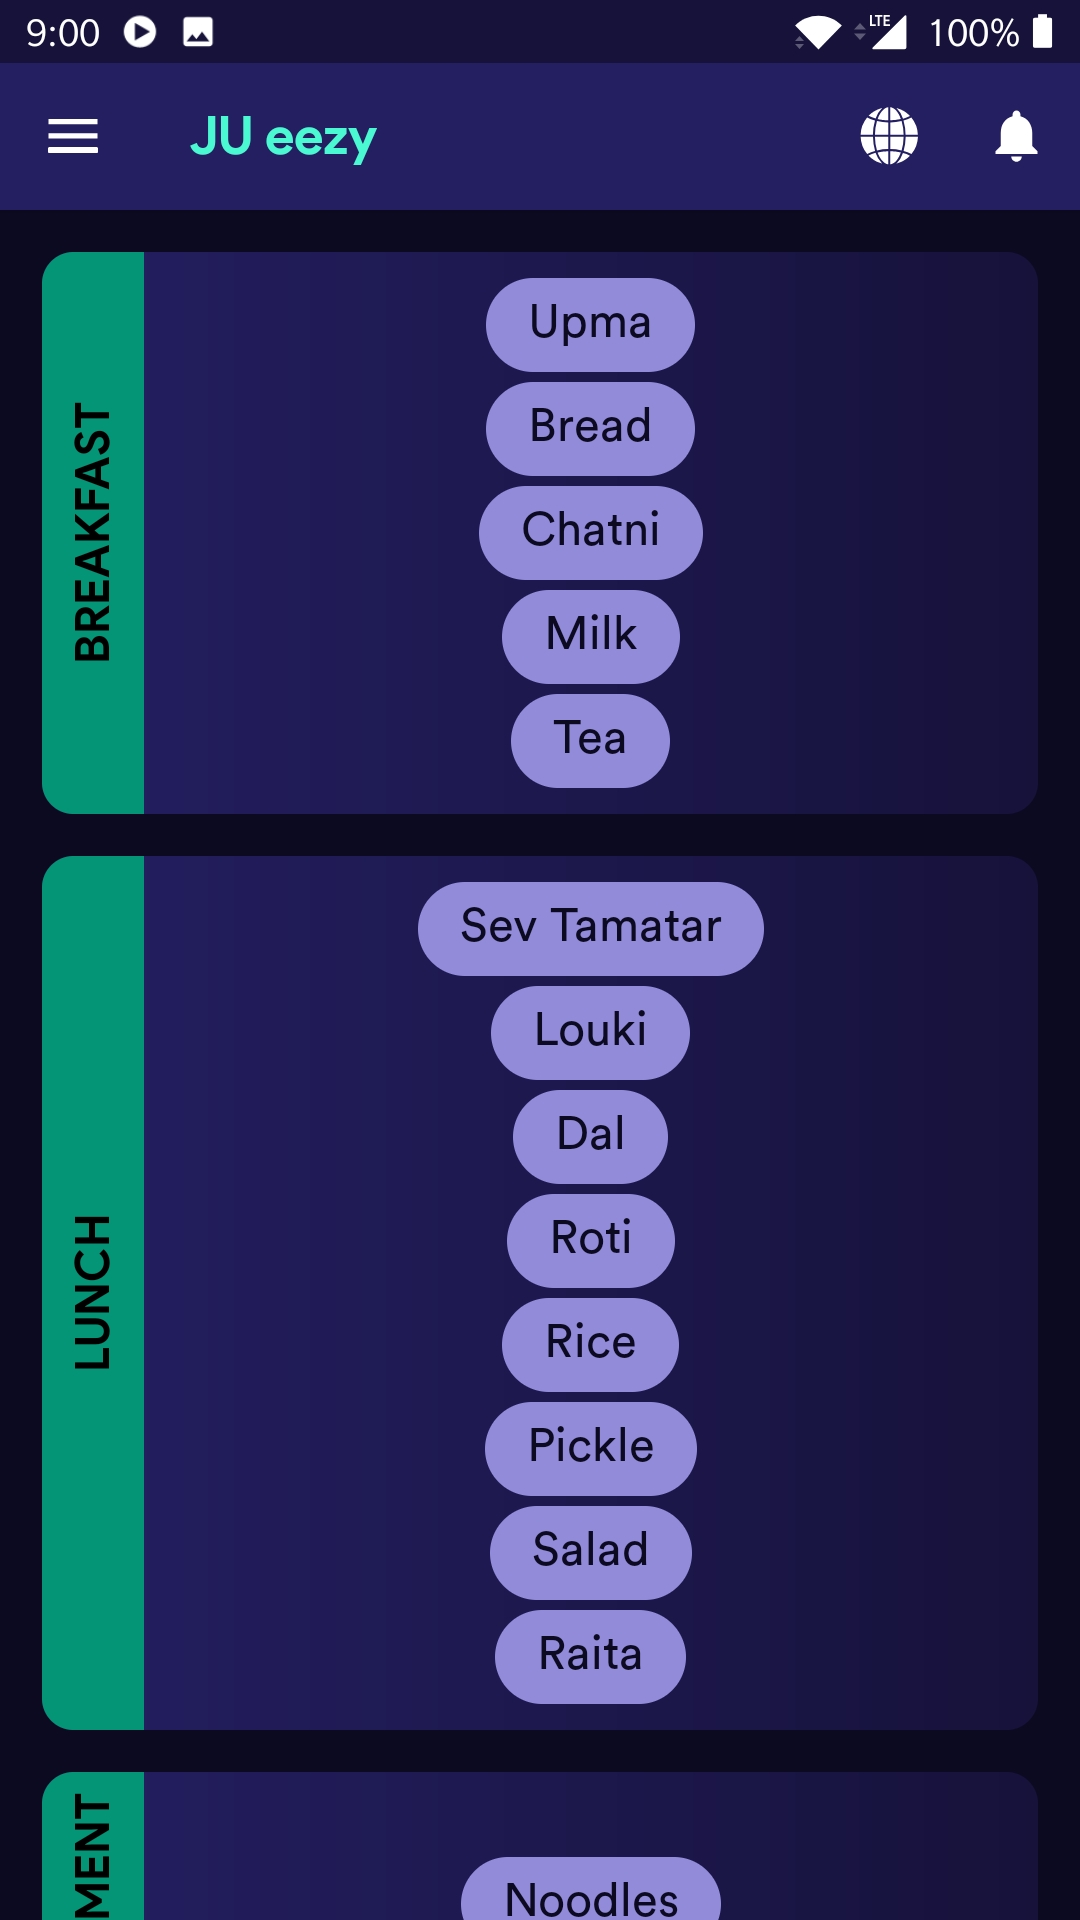 9:00 LTE 100%
JU eezy
BREAKFAST
Upma
Bread
Chatni
Milk
Tea
LUNCH
Sev Tamatar
Louki
Dal
Roti
Rice
Pickle
Salad
Raita
MENT
Noodles